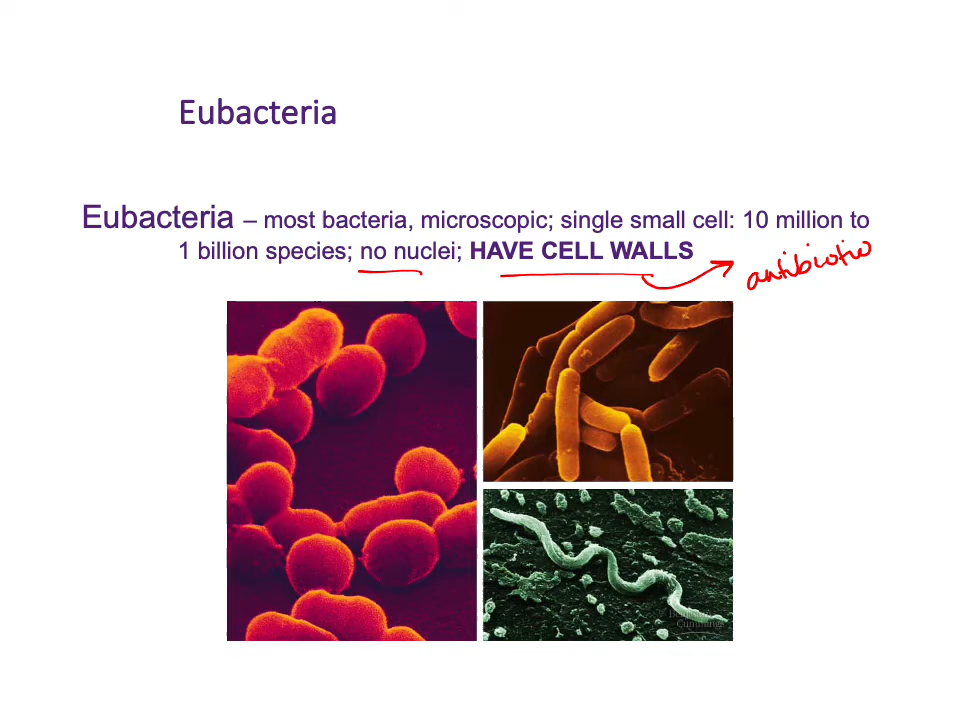 Eubacteria
Eubacteria – most bacteria, microscopic; single small cell: 10 million to
1 billion species; no nuclei; HAVE CELL WALLS
antibiotic
Cummings